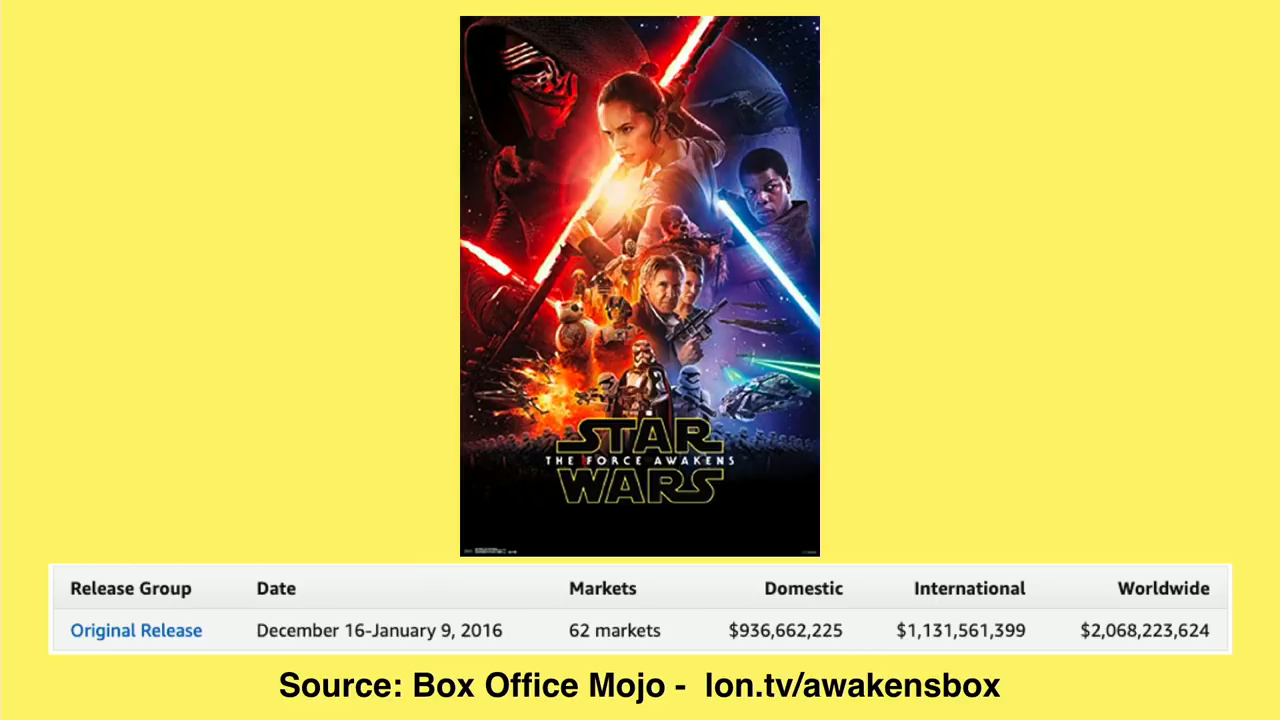 STAR
THE FORCE AWAKENS
WARS
Release Group Date Markets Domestic International Worldwide
Original Release December 16-January 9, 2016 62 markets $936,662,225 $1,131,561,399 $2,068,223,624
Source: Box Office Mojo - lon.tv/awakensbox